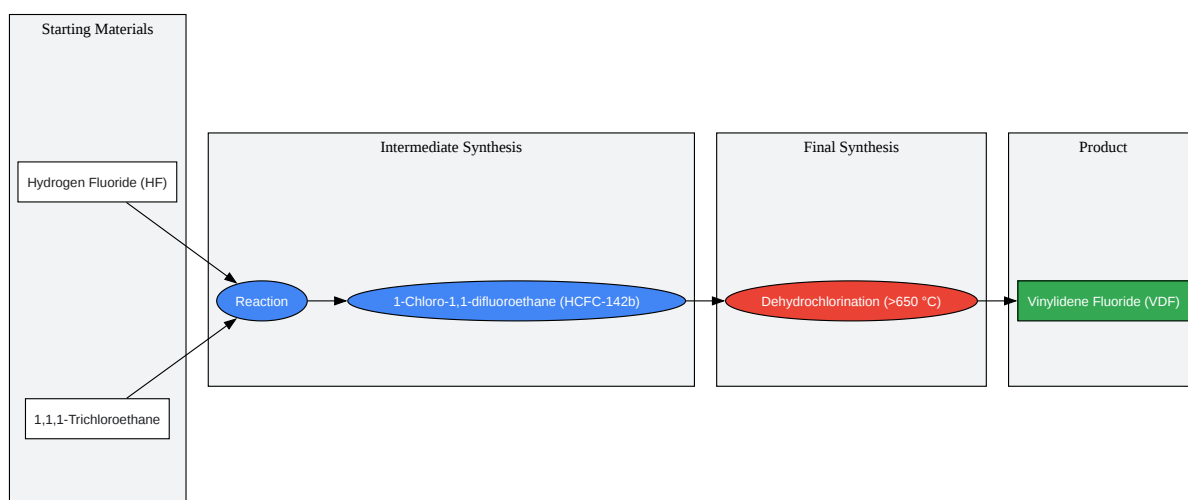 Starting Materials
Hydrogen Fluoride (HF)
1,1,1-Trichloroethane
Intermediate Synthesis
Reaction
1-Chloro-1,1-difluoroethane (HCFC-142b)
Final Synthesis
Dehydrochlorination (>650 °C)
Product
Vinylidene Fluoride (VDF)